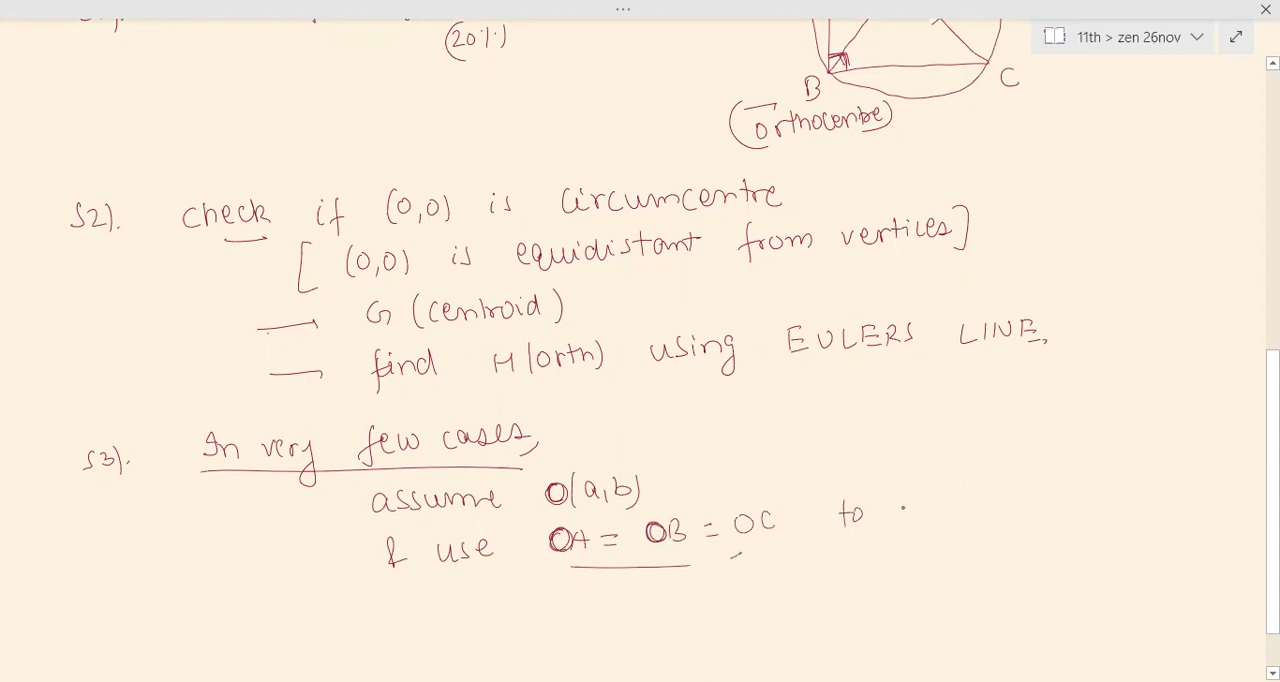 (20%)
11th > zen 26nov
B
C
(orthocentre)
S2). check if (0,0) is circumcentre
[ (0,0) is equidistant from vertices]
G (centroid)
find H(orth) using EULERS LINE,
S3). In very few cases,
assume O(a,b)
& use OA = OB = OC to